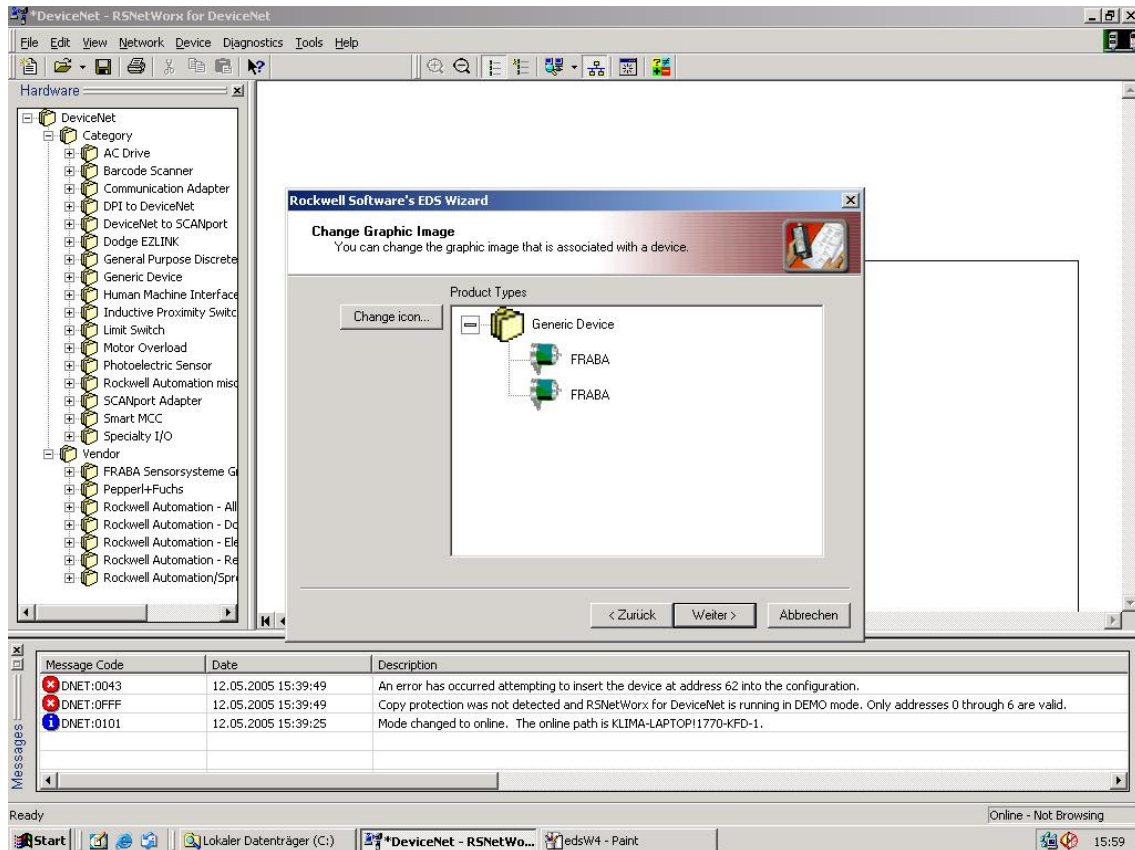 *DeviceNet - RSNetWorx for DeviceNet
File Edit View Network Device Diagnostics Tools Help
Hardware
DeviceNet
Category
AC Drive
Barcode Scanner
Communication Adapter
DPI to DeviceNet
DeviceNet to SCANport
Dodge EZLINK
General Purpose Discrete
Generic Device
Human Machine Interface
Inductive Proximity Switc
Limit Switch
Motor Overload
Photoelectric Sensor
Rockwell Automation misc
SCANport Adapter
Smart MCC
Specialty I/O
Vendor
FRABA Sensorsysteme G
Pepperl+Fuchs
Rockwell Automation - All
Rockwell Automation - Do
Rockwell Automation - Ele
Rockwell Automation - Re
Rockwell Automation/Spr
Rockwell Software's EDS Wizard
Change Graphic Image
You can change the graphic image that is associated with a device.
Product Types
Change icon...
Generic Device
FRABA
FRABA
< Zurück Weiter > Abbrechen
Messages
Message Code Date Description
DNET:0043 12.05.2005 15:39:49 An error has occurred attempting to insert the device at address 62 into the configuration.
DNET:0FFF 12.05.2005 15:39:49 Copy protection was not detected and RSNetWorx for DeviceNet is running in DEMO mode. Only addresses 0 through 6 are valid.
DNET:0101 12.05.2005 15:39:25 Mode changed to online. The online path is KLIMA-LAPTOP!1770-KFD-1.
Ready Online - Not Browsing
Start Lokaler Datenträger (C:) *DeviceNet - RSNetWo... edsW4 - Paint 15:59